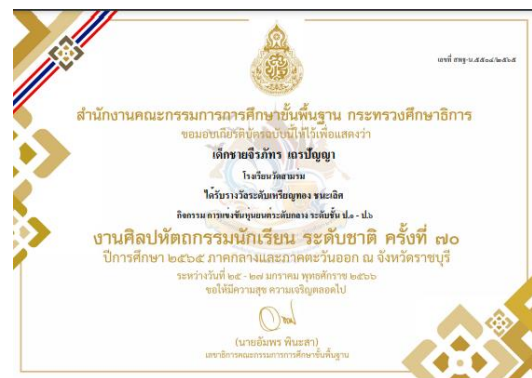 เลขที่ สพฐ-น.๕๕๐๔/๒๕๖๕
สำนักงานคณะกรรมการการศึกษาขั้นพื้นฐาน กระทรวงศึกษาธิการ
ขอมอบเกียรติบัตรฉบับนี้ให้ไว้เพื่อแสดงว่า
เด็กชายจิรภัทร เถรปัญญา
โรงเรียนวัดสามร่ม
ได้รับรางวัลระดับเหรียญทอง ชนะเลิศ
กิจกรรม การแข่งขันหุ่นยนต์ระดับกลาง ระดับชั้น ป.๑ - ป.๖
งานศิลปหัตถกรรมนักเรียน ระดับชาติ ครั้งที่ ๗๐
ปีการศึกษา ๒๕๖๕ ภาคกลางและภาคตะวันออก ณ จังหวัดราชบุรี
ระหว่างวันที่ ๒๕ - ๒๗ มกราคม พุทธศักราช ๒๕๖๖
ขอให้มีความสุข ความเจริญตลอดไป
(นายอัมพร พินะสา)
เลขาธิการคณะกรรมการการศึกษาขั้นพื้นฐาน